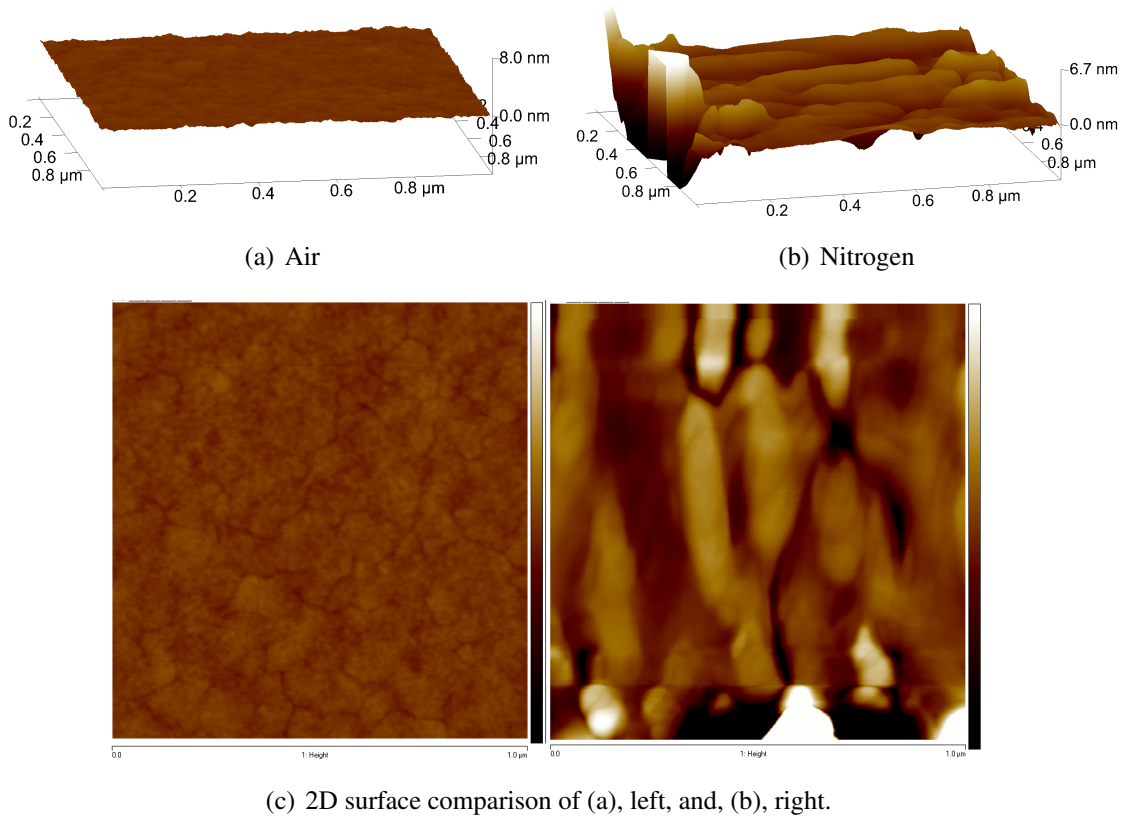 8.0 nm
0.0 nm
0.2
0.4
0.6
0.8 µm
0.2
0.4
0.6
0.8 µm
0.4
0.6
0.8 µm
(a) Air
6.7 nm
0.0 nm
0.2
0.4
0.6
0.8 µm
0.2
0.4
0.6
0.8 µm
0.6
0.8 µm
(b) Nitrogen
0.0 1: Height 1.0 µm
0.0 1: Height 1.0 µm
(c) 2D surface comparison of (a), left, and, (b), right.